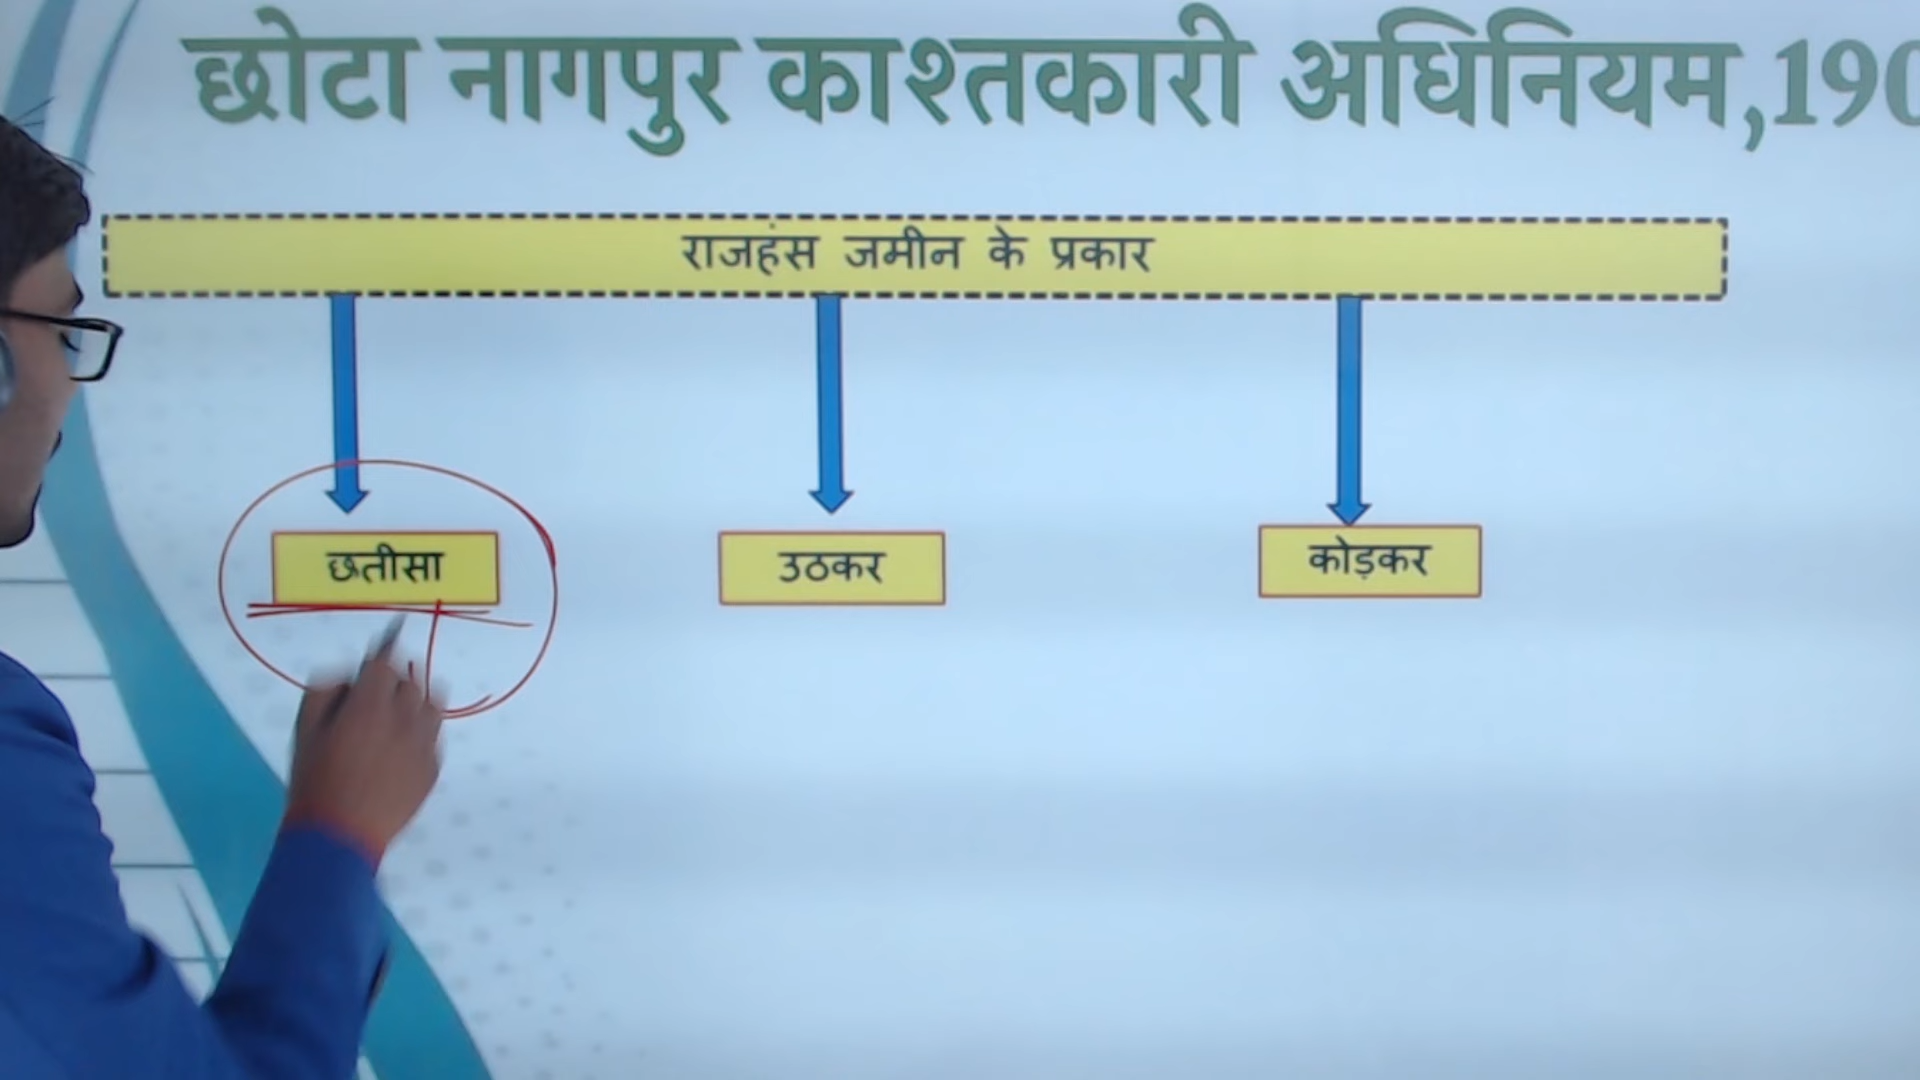 छोटा नागपुर काश्तकारी अधिनियम,190
राजहंस जमीन के प्रकार
छतीसा
उठकर
कोड़कर